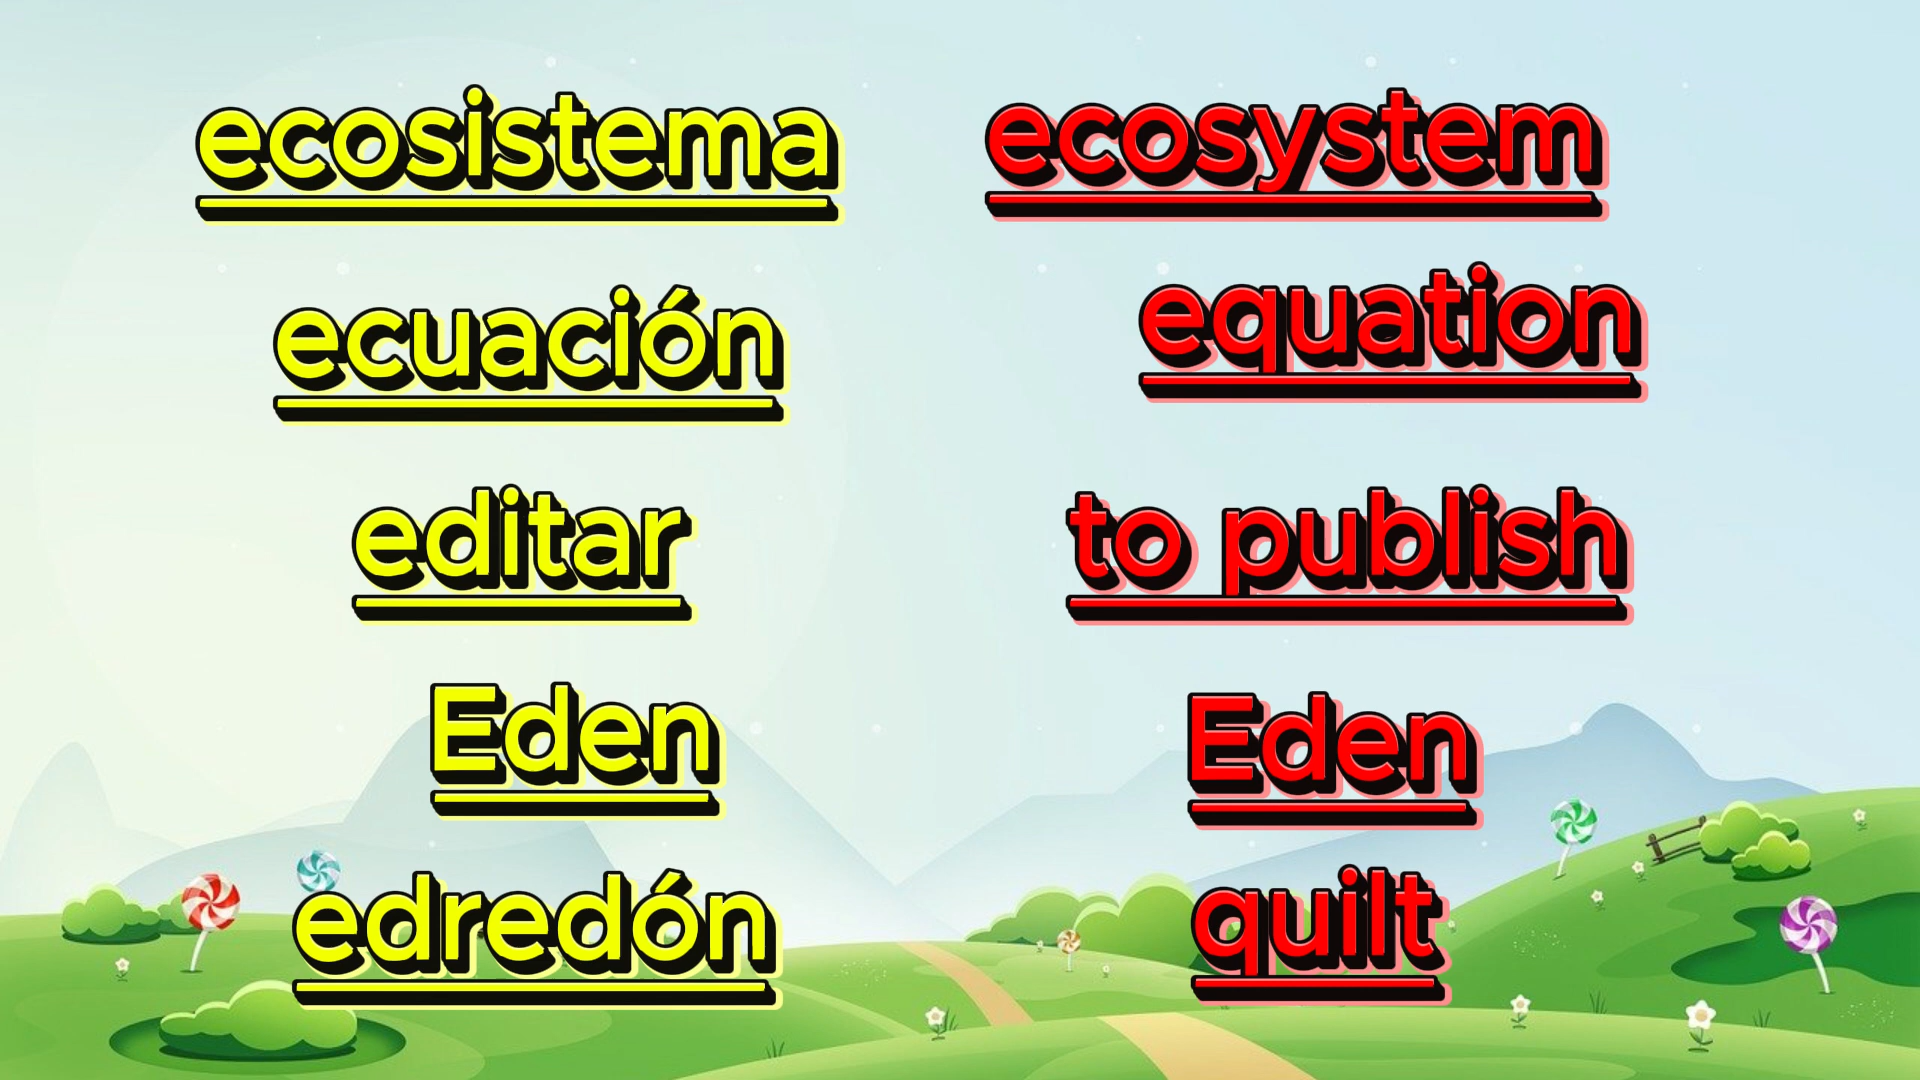 ecosistema ecosystem
ecuación equation
editar to publish
Eden Eden
edredón quilt